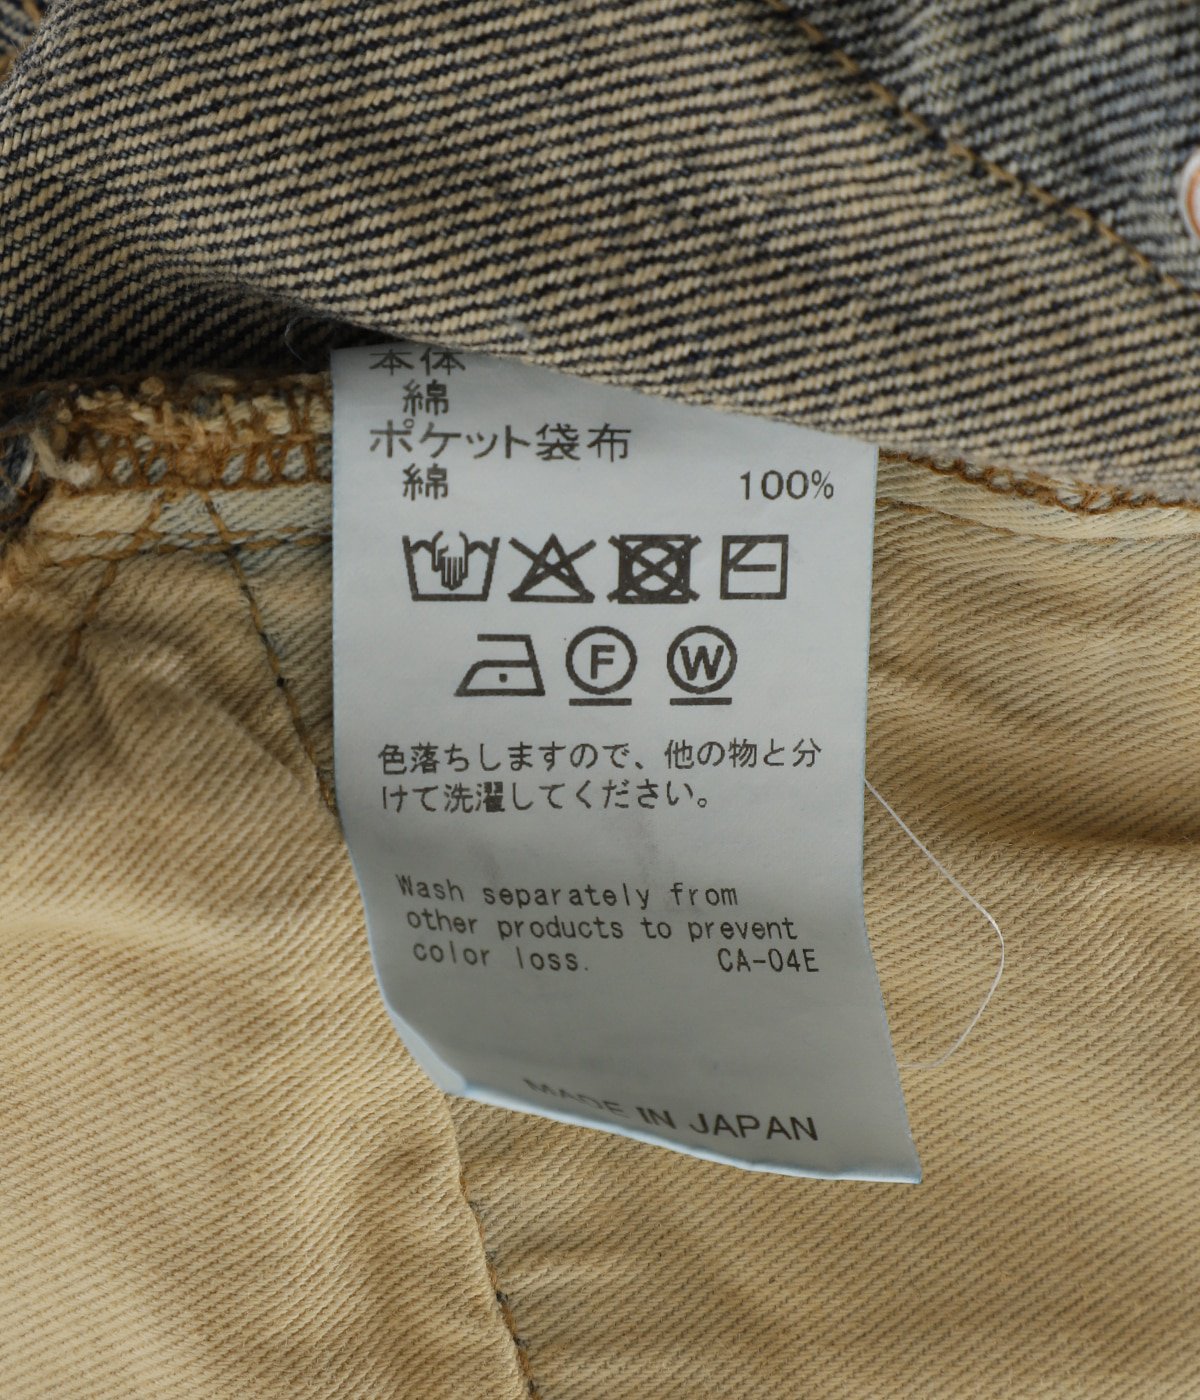 本体
綿
ポケット袋布
綿 100%
F W
色落ちしますので、他の物と分
けて洗濯してください。
Wash separately from
other products to prevent
color loss. CA-04E
MADE IN JAPAN